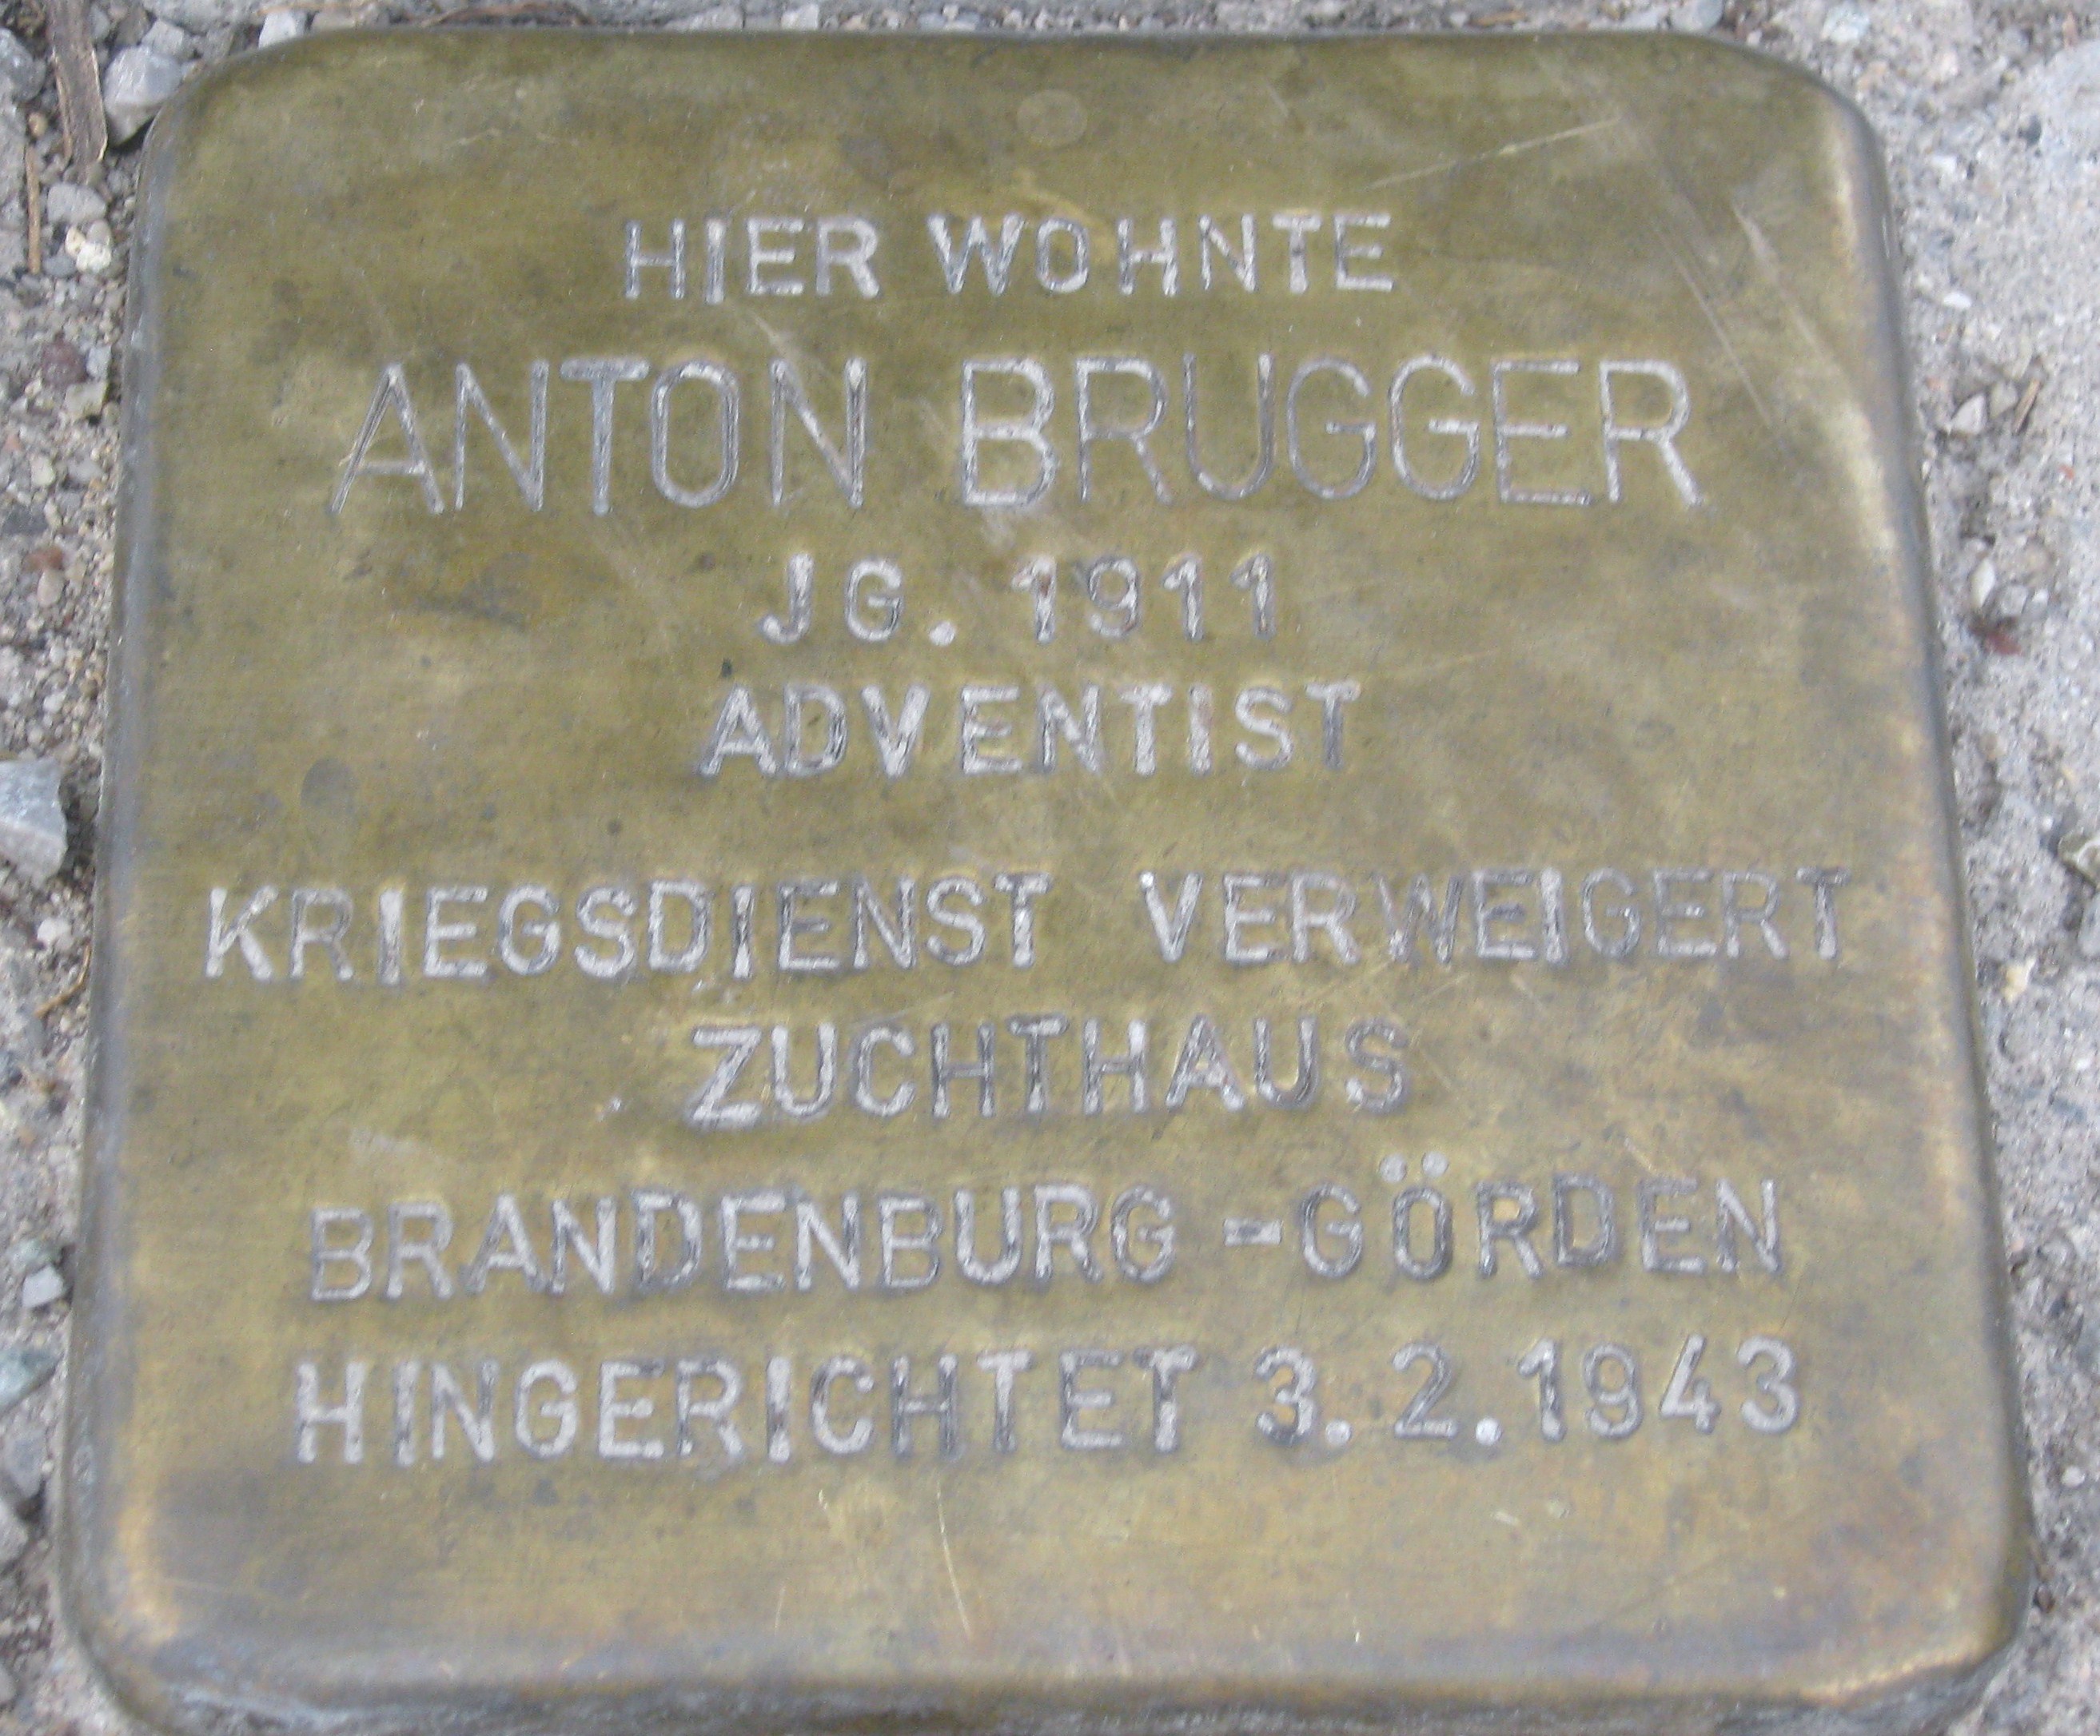 HIER WOHNTE
ANTON BRUGGER
JG. 1911
ADVENTIST
KRIEGSDIENST VERWEIGERT
ZUCHTHAUS
BRANDENBURG-GÖRDEN
HINGERICHTET 3.2.1943